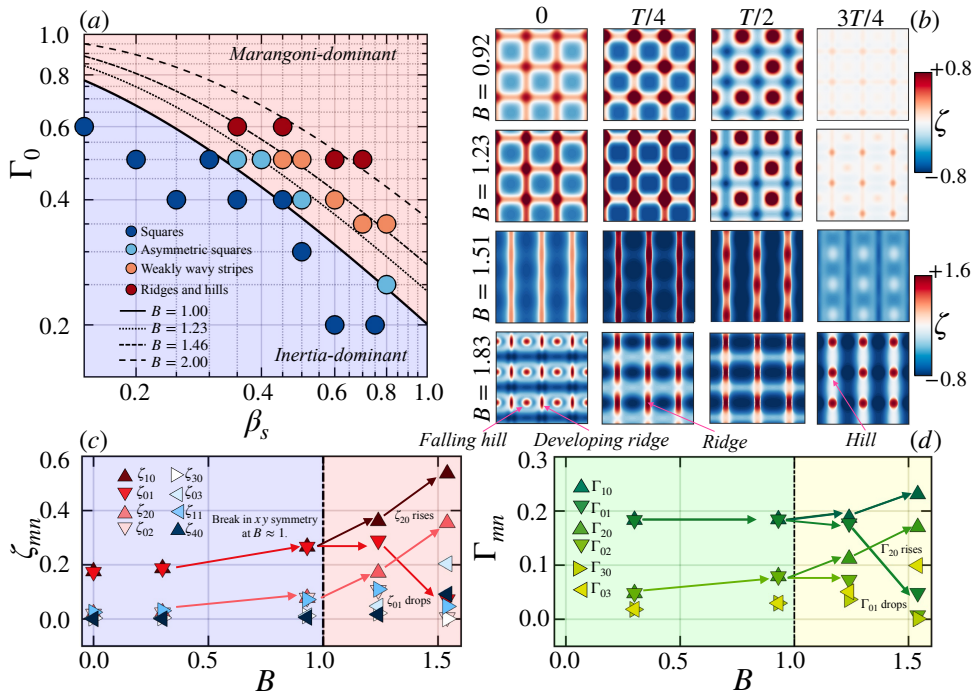 (a)
Γ₀
1.0
0.8
0.6
0.4
0.2
Marangoni-dominant
Squares
Asymmetric squares
Weakly wavy stripes
Ridges and hills
B = 1.00
B = 1.23
B = 1.46
B = 2.00
Inertia-dominant
0.2
0.4
0.6
0.8
1.0
βₛ
(b)
0
T/4
T/2
3T/4
B = 0.92
B = 1.23
B = 1.51
B = 1.83
+0.8
ζ
−0.8
+1.6
ζ
−0.8
Falling hill
Developing ridge
Ridge
Hill
(c)
ζₘₙ
0.6
0.4
0.2
0.0
ζ₁₀
ζ₀₁
ζ₂₀
ζ₀₂
ζ₃₀
ζ₀₃
ζ₁₁
ζ₄₀
Break in xy symmetry
at B ≈ 1.
ζ₂₀ rises
ζ₀₁ drops
0.0
0.5
1.0
1.5
B
(d)
Γₘₙ
0.3
0.2
0.1
0.0
Γ₁₀
Γ₀₁
Γ₂₀
Γ₀₂
Γ₃₀
Γ₀₃
Γ₂₀ rises
Γ₀₁ drops
0.0
0.5
1.0
1.5
B